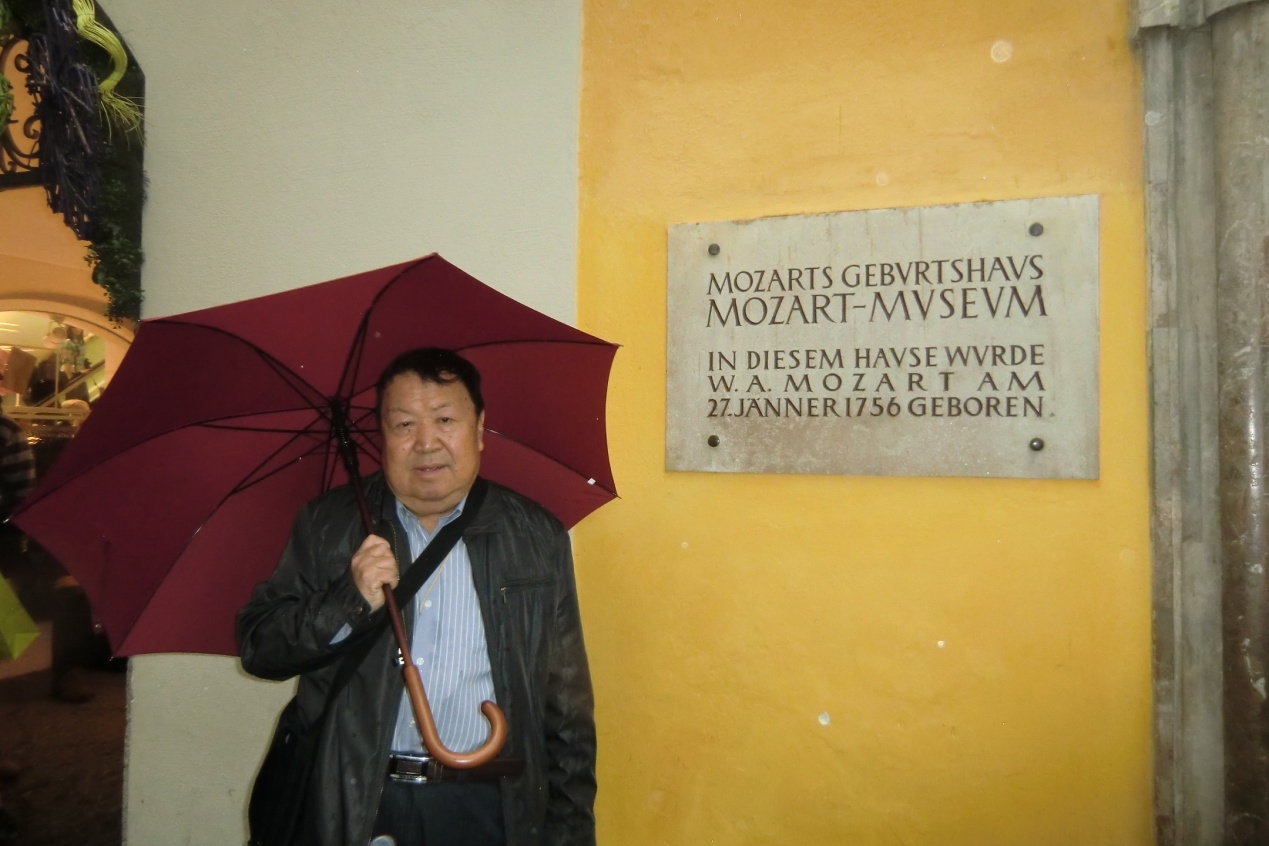 MOZARTS GEBVRTSHAVS
MOZART-MVSEVM
IN DIESEM HAVSE WVRDE
W. A. MOZART AM
27. JÄNNER 1756 GEBOREN.